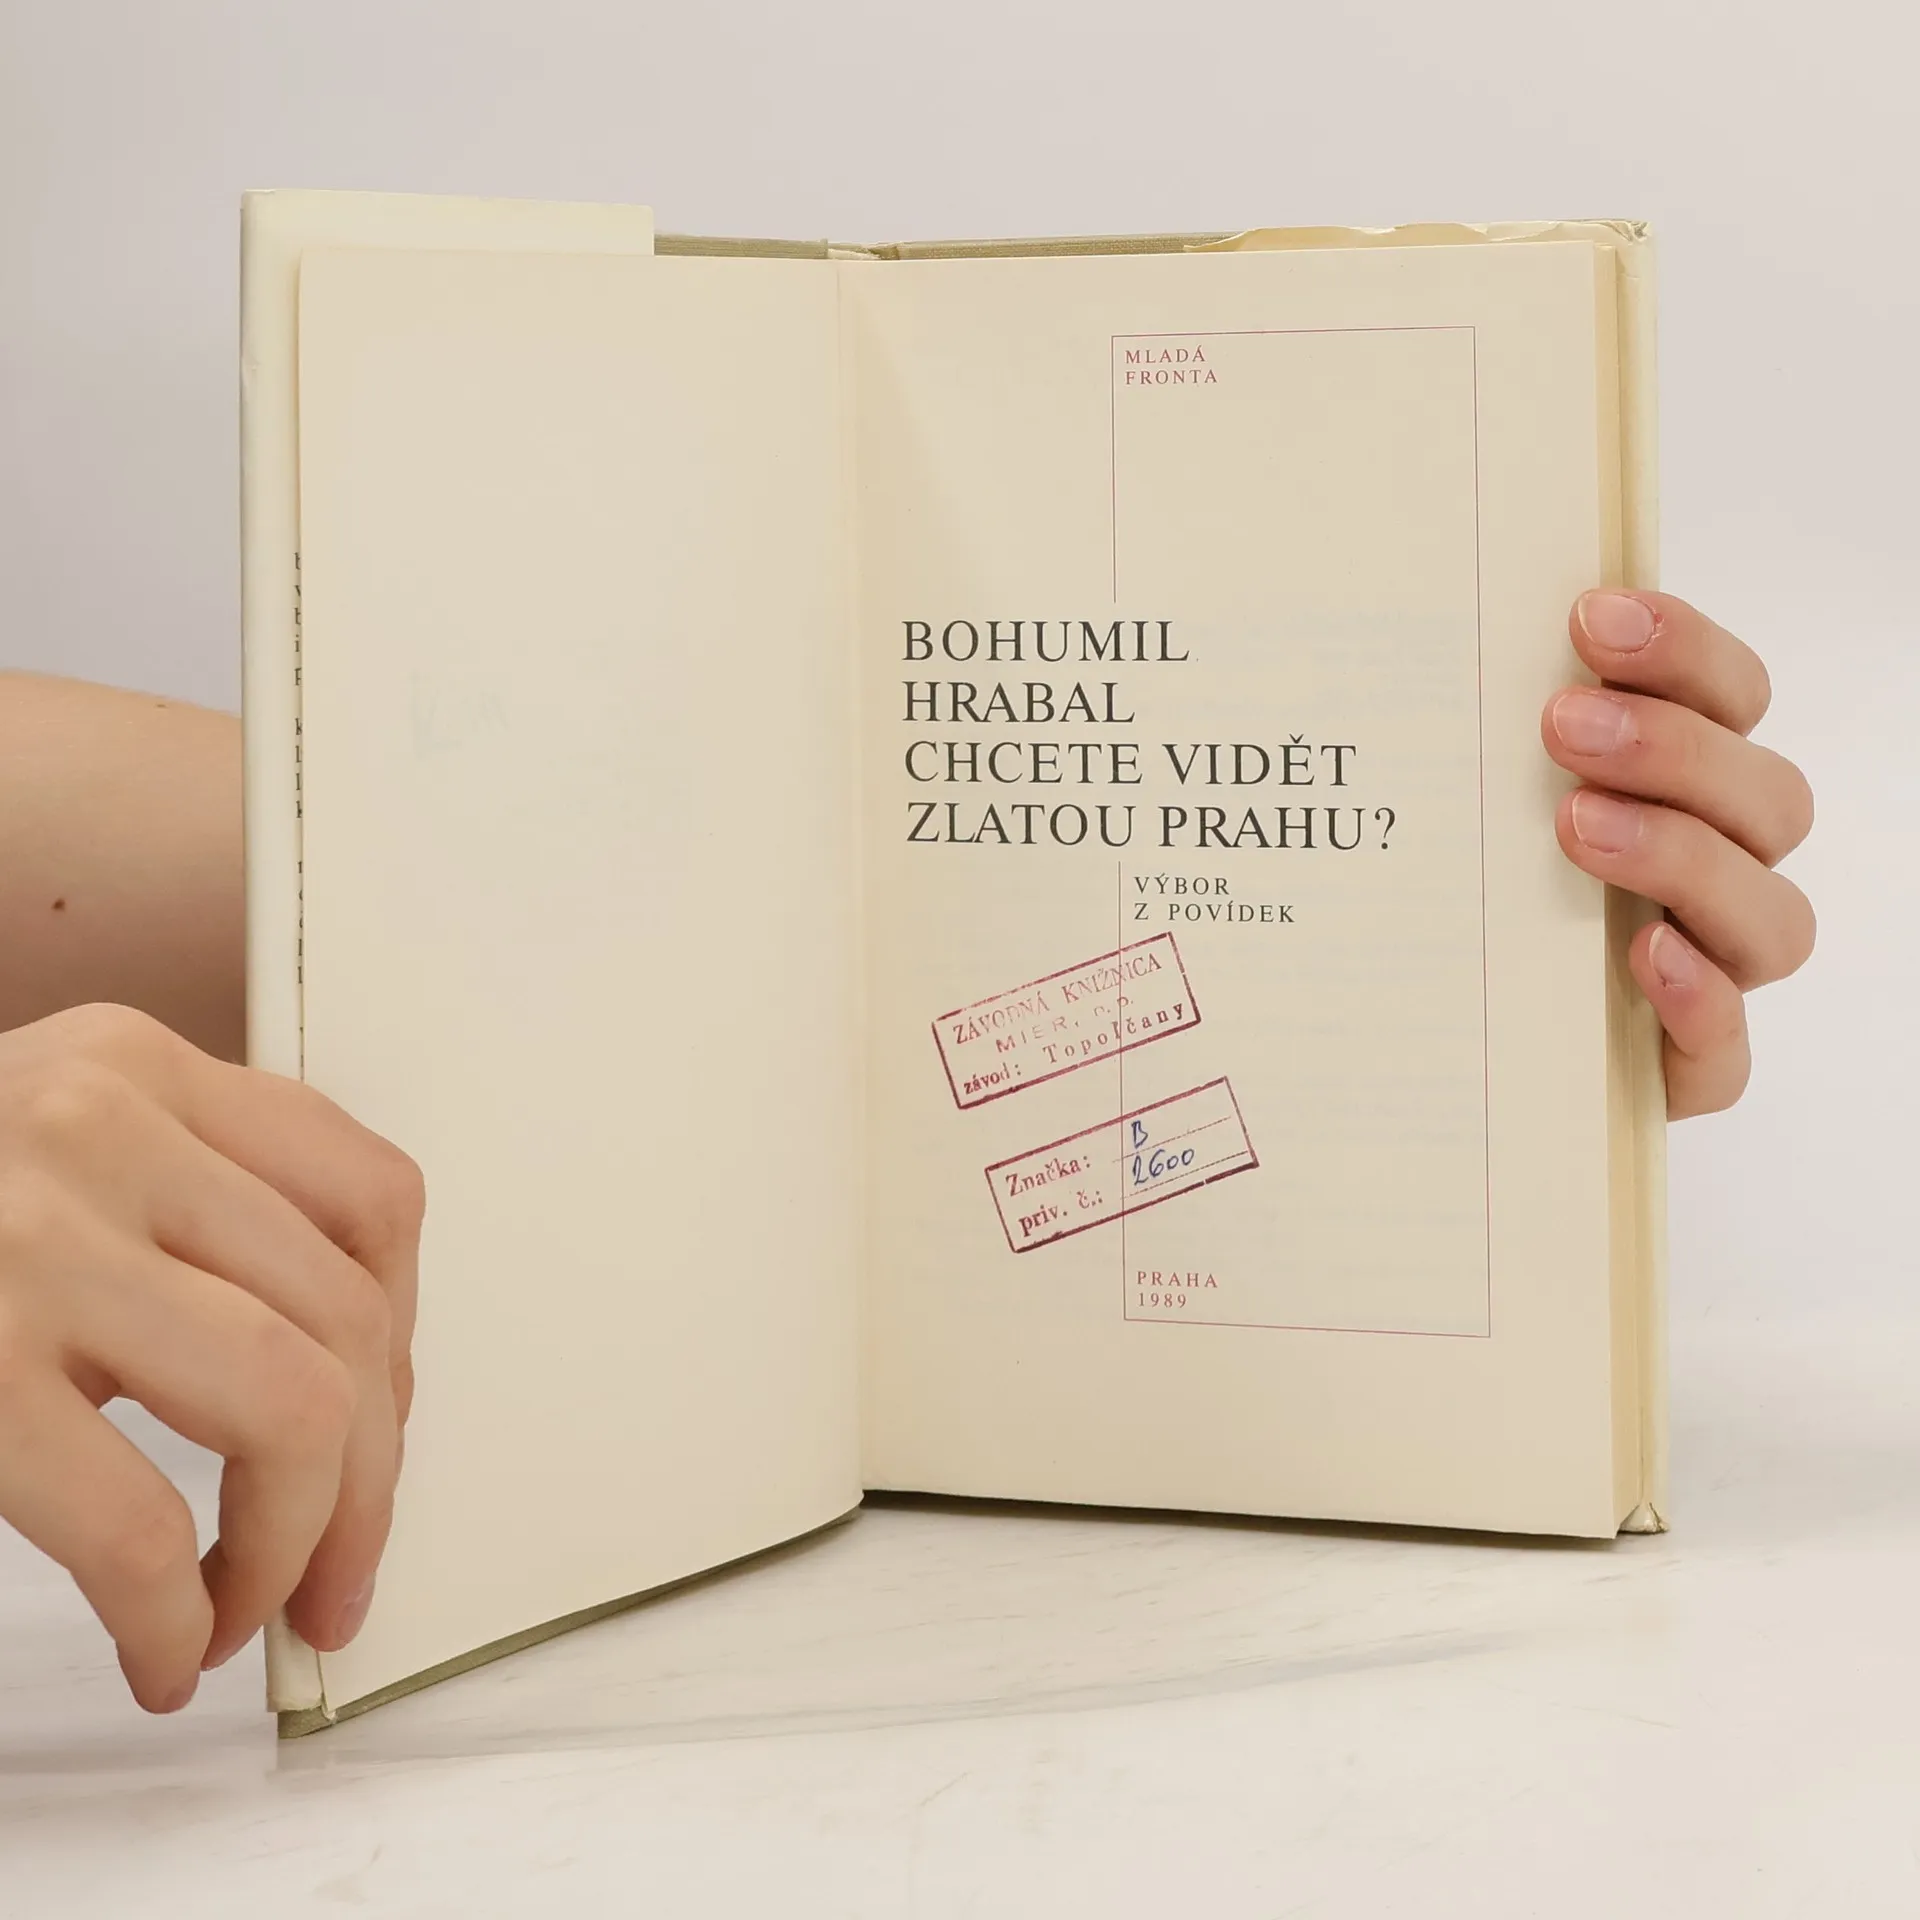 MLADÁ
FRONTA
BOHUMIL
HRABAL
CHCETE VIDĚT
ZLATOU PRAHU?
VÝBOR
Z POVÍDEK
ZÁVODNÁ KNIŽNICA
MIER, n. p.
závod: Topoľčany
Značka: B
prív. č.: 2600
PRAHA
1989